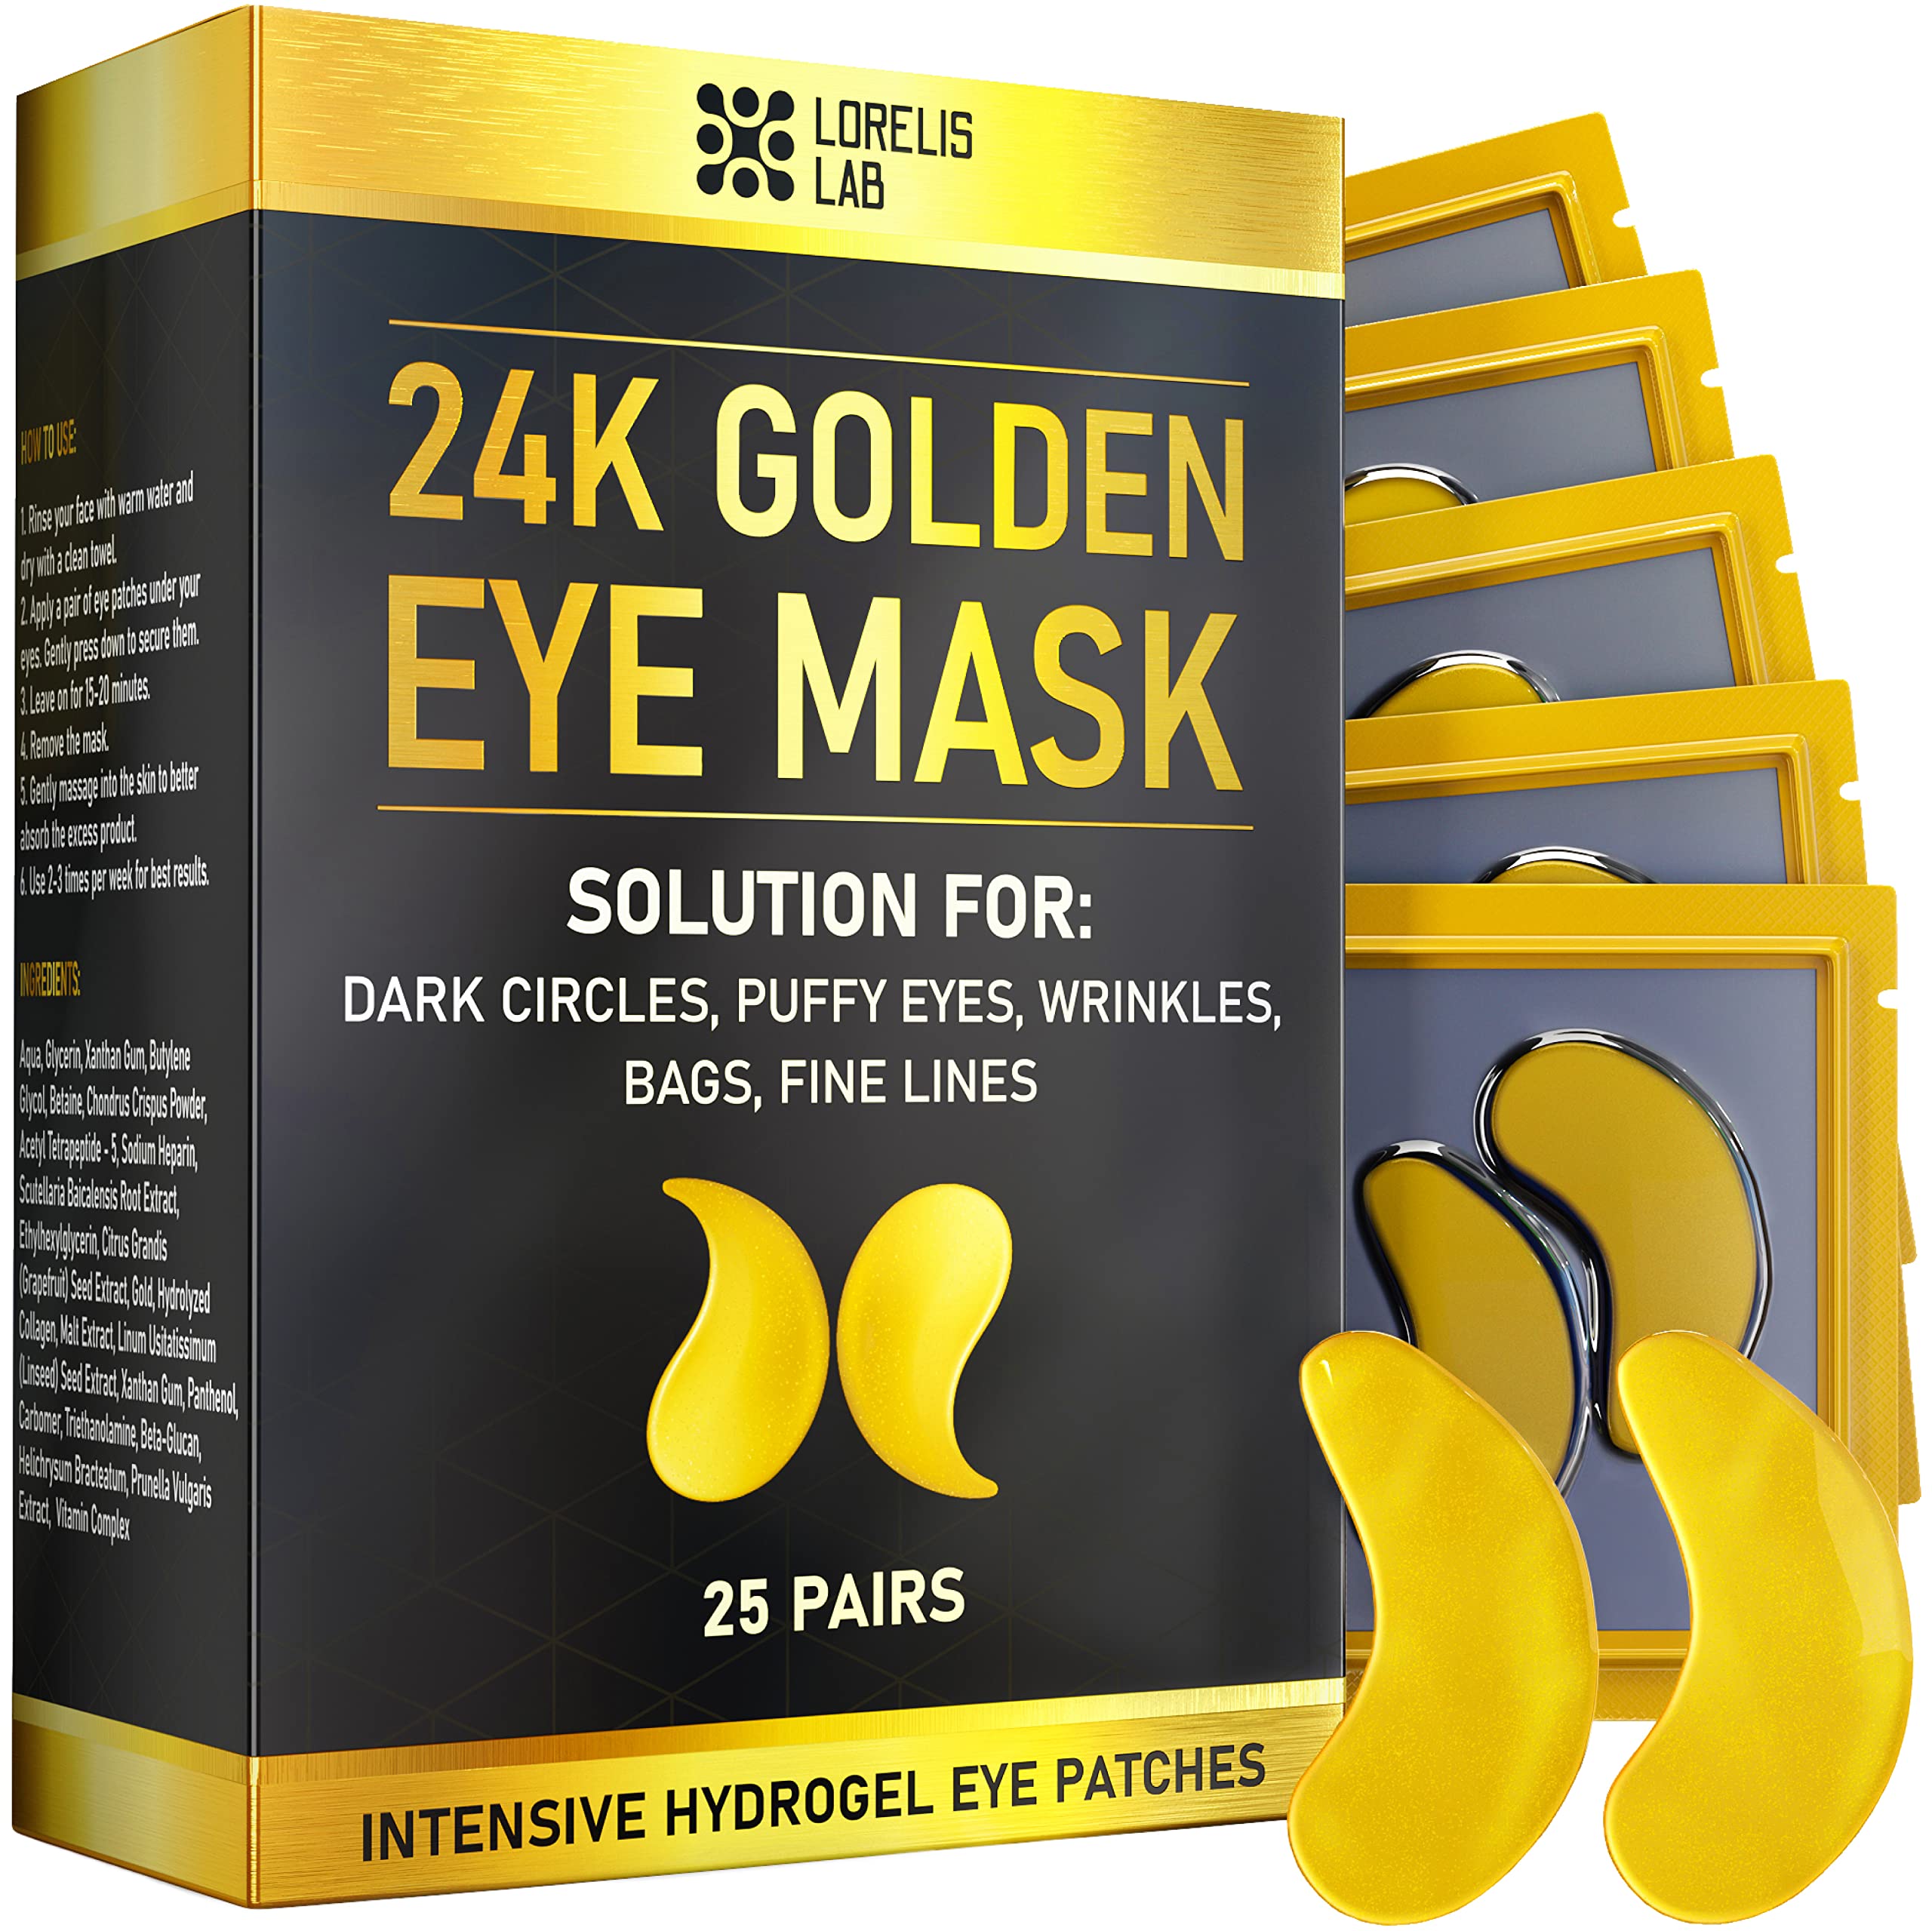 LORELIS
LAB
24K GOLDEN
EYE MASK
SOLUTION FOR:
DARK CIRCLES, PUFFY EYES, WRINKLES,
BAGS, FINE LINES
25 PAIRS
INTENSIVE HYDROGEL EYE PATCHES
HOW TO USE:
1. Rinse your face with warm water and
dry with a clean towel.
2. Apply a pair of eye patches under your
eyes. Gently press down to secure them.
3. Leave on for 15-20 minutes.
4. Remove the mask.
5. Gently massage into the skin to better
absorb the excess product.
6. Use 2-3 times per week for best results.
INGREDIENTS:
Aqua, Glycerin, Xanthan Gum, Butylene
Glycol, Betaine, Chondrus Crispus Powder,
Acetyl Tetrapeptide - 5, Sodium Heparin,
Scutellaria Baicalensis Root Extract,
Ethylhexylglycerin, Citrus Grandis
(Grapefruit) Seed Extract, Gold, Hydrolyzed
Collagen, Malt Extract, Linum Usitatissimum
(Linseed) Seed Extract, Xanthan Gum, Panthenol,
Carbomer, Triethanolamine, Beta-Glucan,
Helichrysum Bracteatum, Prunella Vulgaris
Extract, Vitamin Complex